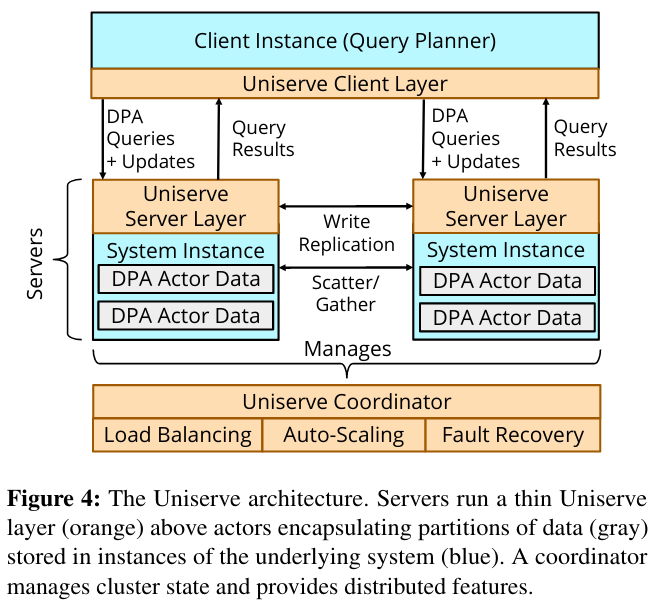 Client Instance (Query Planner)
Uniserve Client Layer
DPA
Queries
+ Updates
Query
Results
DPA
Queries
+ Updates
Query
Results
Servers
Uniserve
Server Layer
System Instance
DPA Actor Data
DPA Actor Data
Write
Replication
Scatter/
Gather
Uniserve
Server Layer
System Instance
DPA Actor Data
DPA Actor Data
Manages
Uniserve Coordinator
Load Balancing
Auto-Scaling
Fault Recovery
Figure 4: The Uniserve architecture. Servers run a thin Uniserve
layer (orange) above actors encapsulating partitions of data (gray)
stored in instances of the underlying system (blue). A coordinator
manages cluster state and provides distributed features.